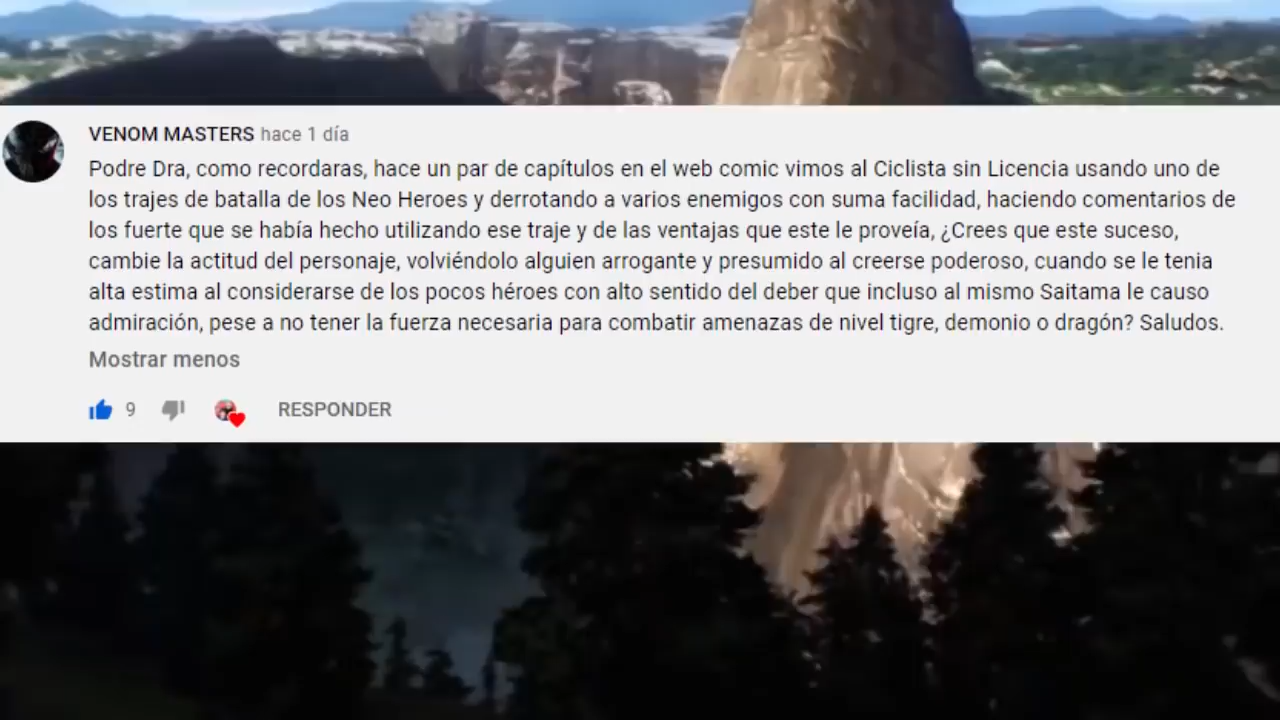 VENOM MASTERS hace 1 día
Podre Dra, como recordaras, hace un par de capítulos en el web comic vimos al Ciclista sin Licencia usando uno de
los trajes de batalla de los Neo Heroes y derrotando a varios enemigos con suma facilidad, haciendo comentarios de
los fuerte que se había hecho utilizando ese traje y de las ventajas que este le proveía, ¿Crees que este suceso,
cambie la actitud del personaje, volviéndolo alguien arrogante y presumido al creerse poderoso, cuando se le tenia
alta estima al considerarse de los pocos héroes con alto sentido del deber que incluso al mismo Saitama le causo
admiración, pese a no tener la fuerza necesaria para combatir amenazas de nivel tigre, demonio o dragón? Saludos.
Mostrar menos
9 RESPONDER